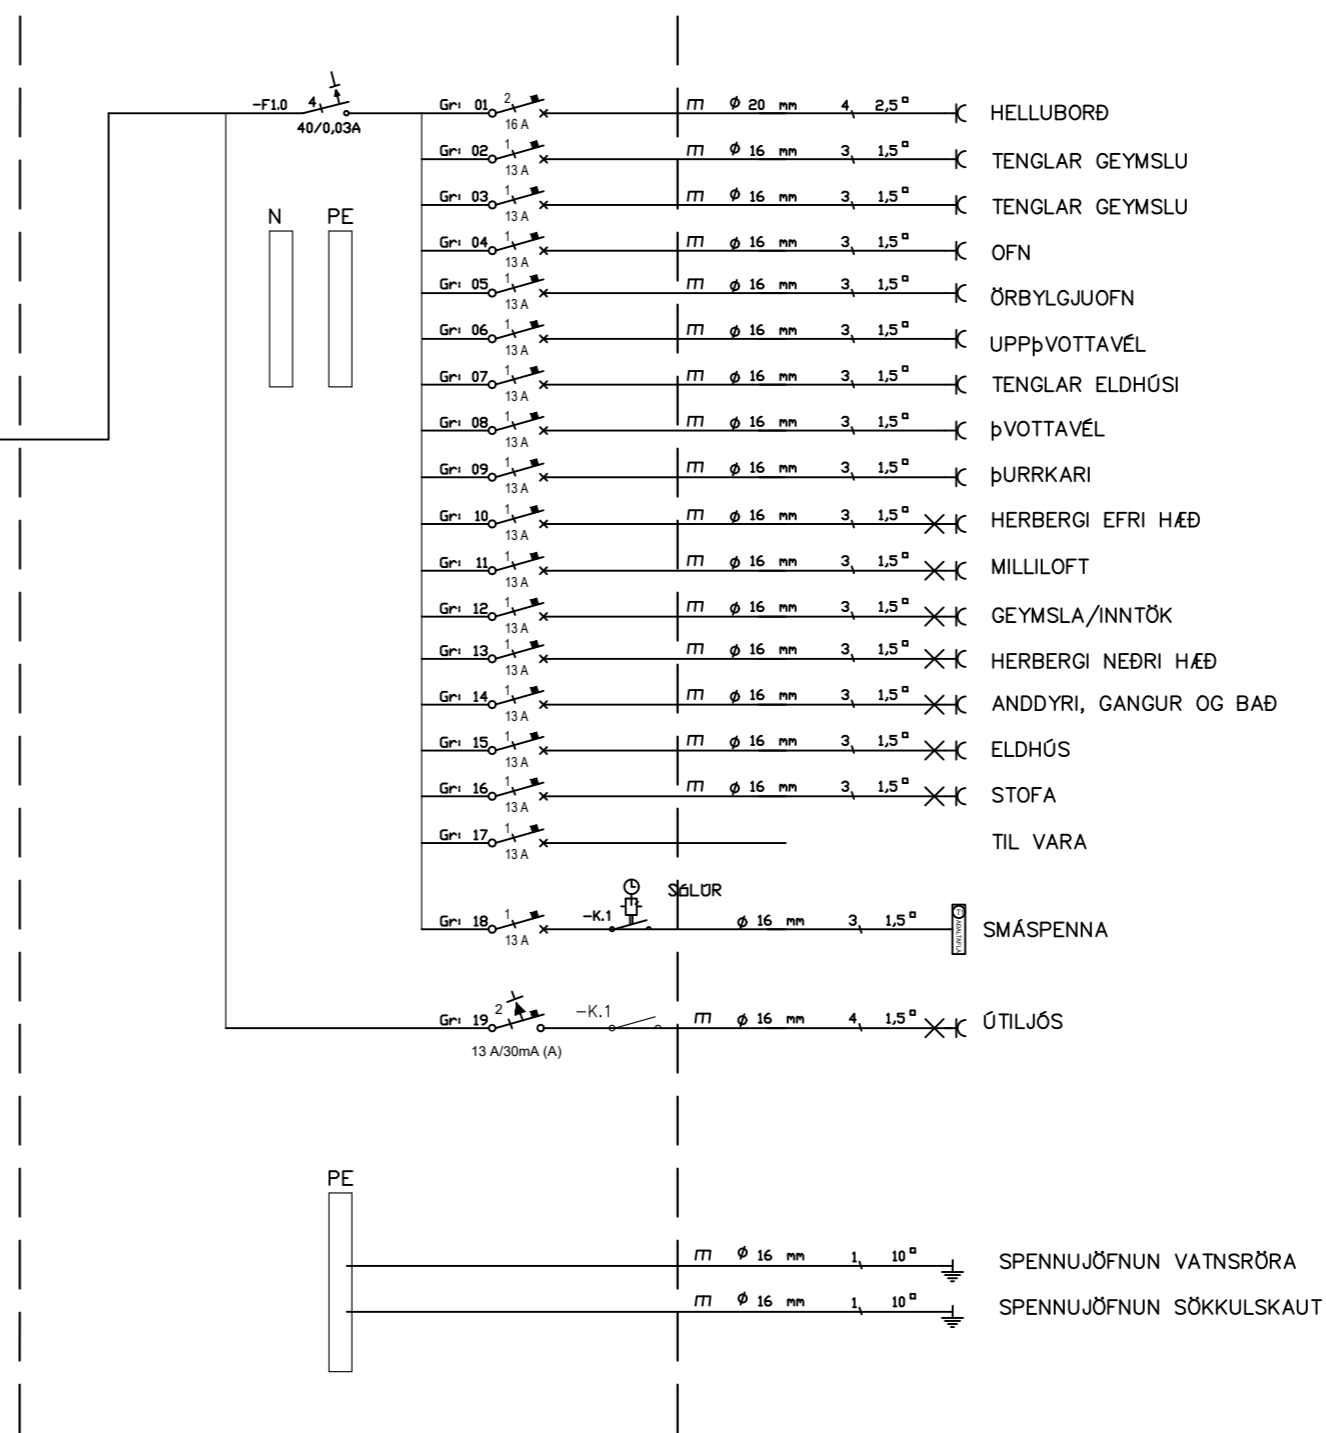 -F1.0 4 Gr: 01 2 m Ø 20 mm 4 2,5▫ HELLUBORÐ
40/0,03A 16 A
Gr: 02 1 m Ø 16 mm 3 1,5▫ TENGLAR GEYMSLU
13 A
Gr: 03 1 m Ø 16 mm 3 1,5▫ TENGLAR GEYMSLU
N PE 13 A
Gr: 04 1 m Ø 16 mm 3 1,5▫ OFN
13 A
Gr: 05 1 m Ø 16 mm 3 1,5▫ ÖRBYLGJUOFN
13 A
Gr: 06 1 m Ø 16 mm 3 1,5▫ UPPÞVOTTAVÉL
13 A
Gr: 07 1 m Ø 16 mm 3 1,5▫ TENGLAR ELDHÚSI
13 A
Gr: 08 1 m Ø 16 mm 3 1,5▫ ÞVOTTAVÉL
13 A
Gr: 09 1 m Ø 16 mm 3 1,5▫ ÞURRKARI
13 A
Gr: 10 1 m Ø 16 mm 3 1,5▫ HERBERGI EFRI HÆÐ
13 A
Gr: 11 1 m Ø 16 mm 3 1,5▫ MILLILOFT
13 A
Gr: 12 1 m Ø 16 mm 3 1,5▫ GEYMSLA/INNTÖK
13 A
Gr: 13 1 m Ø 16 mm 3 1,5▫ HERBERGI NEÐRI HÆÐ
13 A
Gr: 14 1 m Ø 16 mm 3 1,5▫ ANDDYRI, GANGUR OG BAÐ
13 A
Gr: 15 1 m Ø 16 mm 3 1,5▫ ELDHÚS
13 A
Gr: 16 1 m Ø 16 mm 3 1,5▫ STOFA
13 A
Gr: 17 1 TIL VARA
13 A
SÓLÚR
Gr: 18 1 -K.1 Ø 16 mm 3 1,5▫ SMÁSPENNA
13 A
Gr: 19 2 -K.1 m Ø 16 mm 4 1,5▫ ÚTILJÓS
13 A/30mA (A)
PE
m Ø 16 mm 1 10▫ SPENNUJÖFNUN VATNSRÖRA
m Ø 16 mm 1 10▫ SPENNUJÖFNUN SÖKKULSKAUT